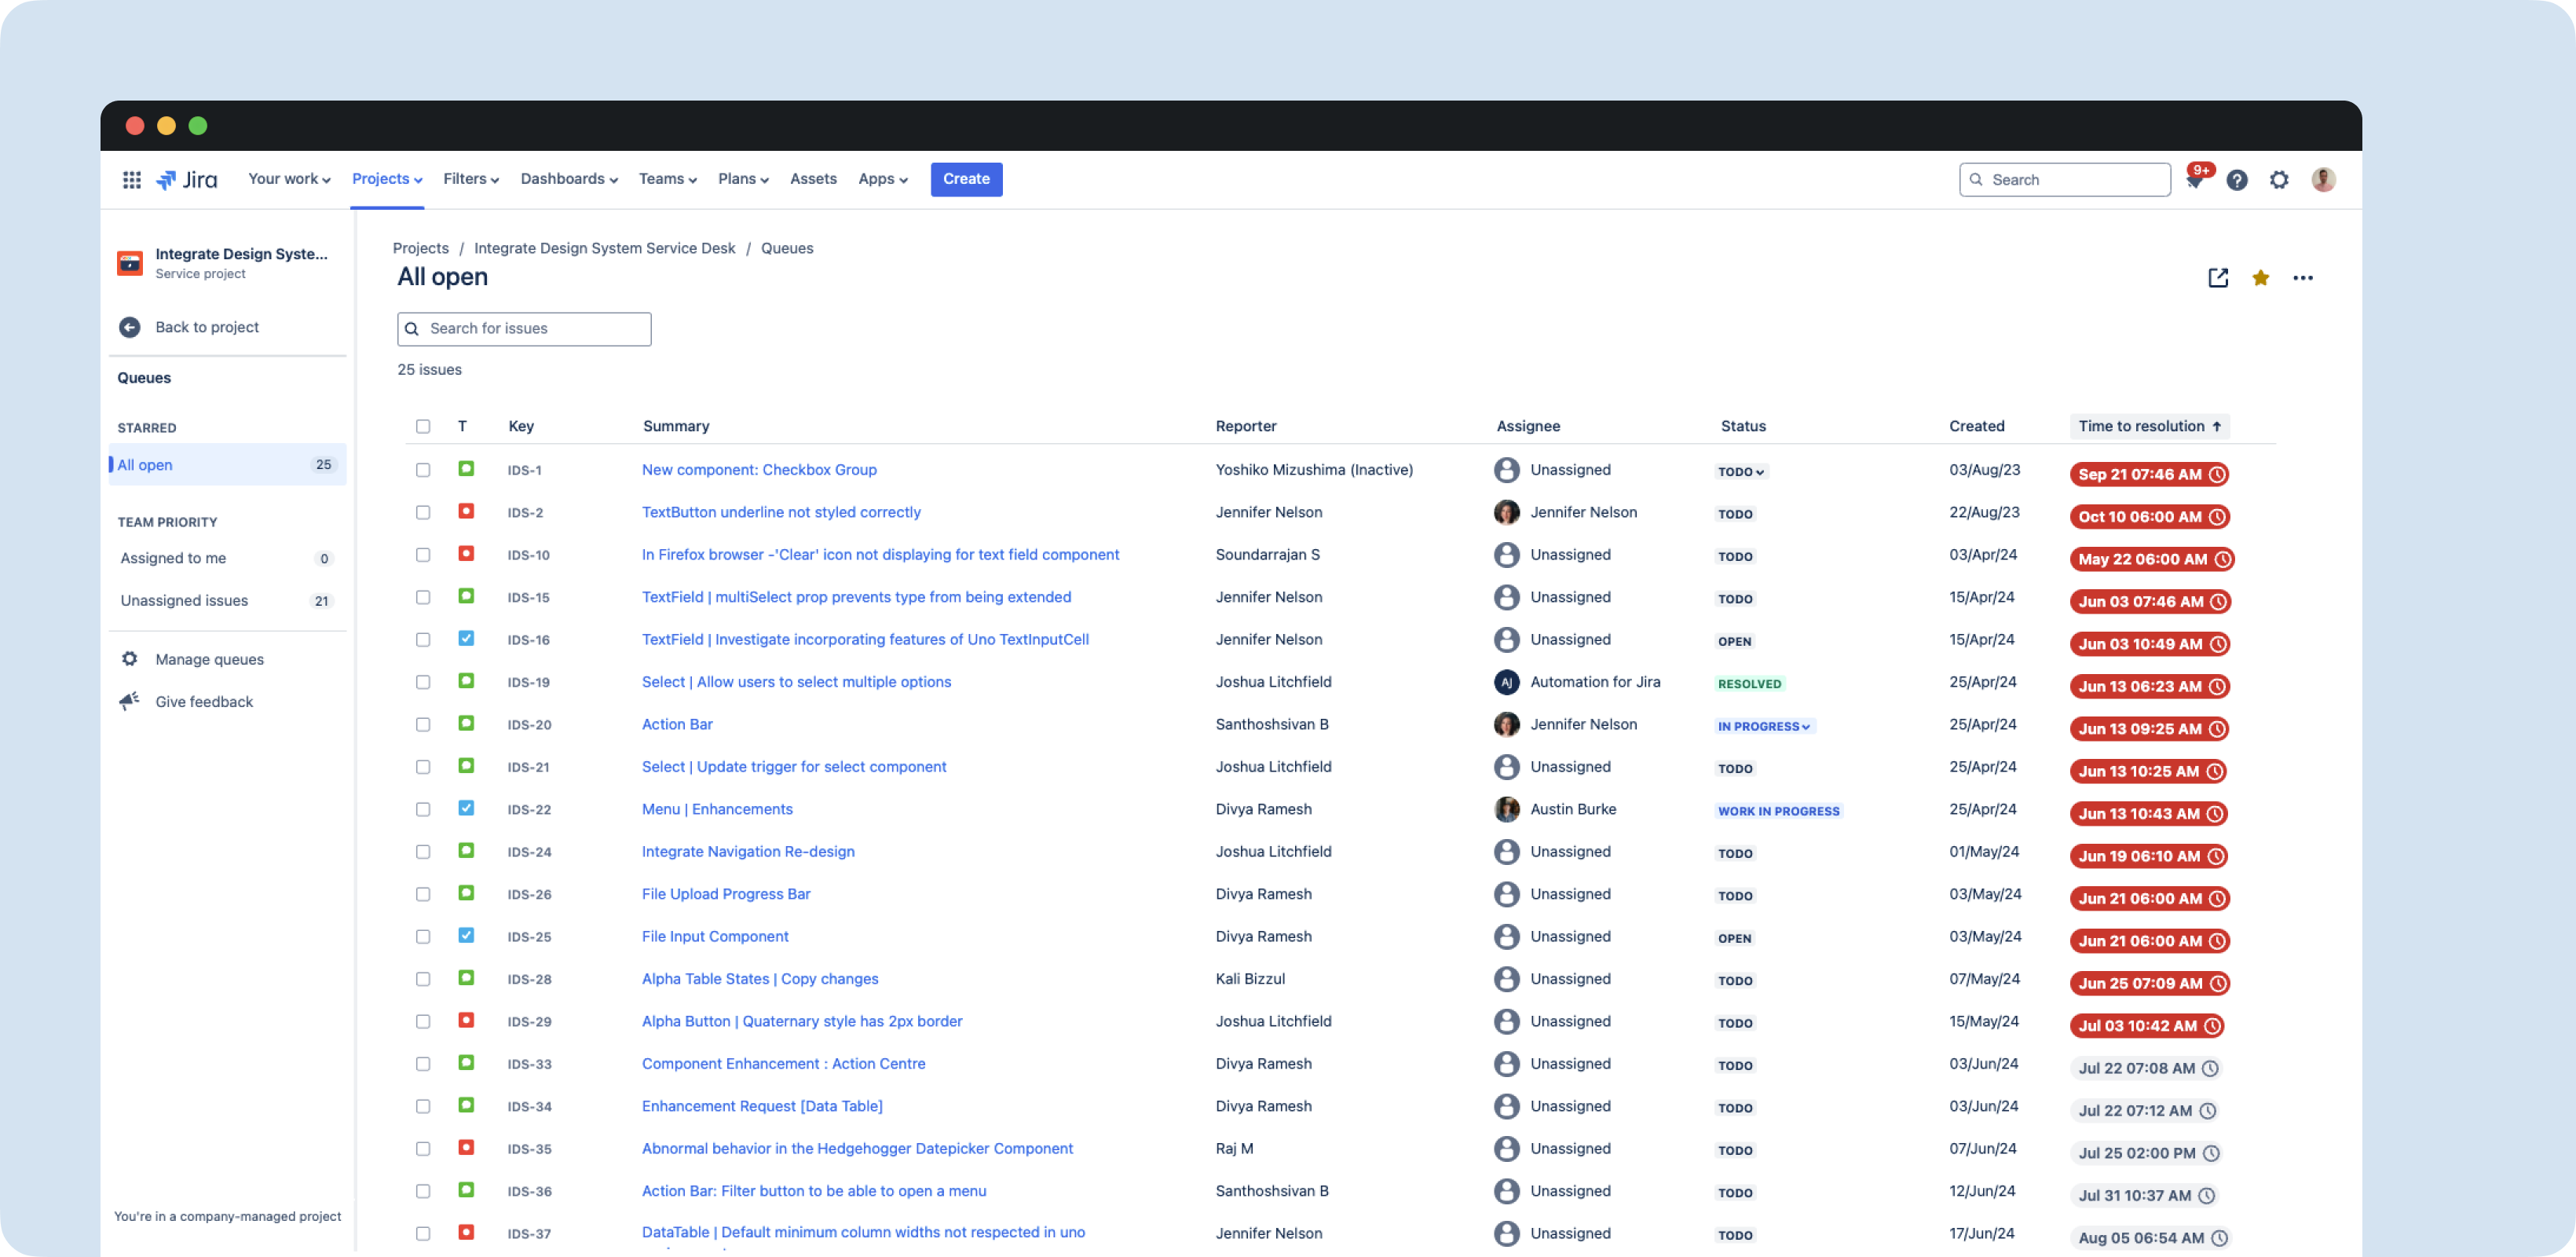 Jira Your work Projects Filters Dashboards Teams Plans Assets Apps Create Search 9+
Integrate Design Syste...
Service project
Back to project
Queues
STARRED
All open 25
TEAM PRIORITY
Assigned to me 0
Unassigned issues 21
Manage queues
Give feedback
You're in a company-managed project
Projects / Integrate Design System Service Desk / Queues
All open
Search for issues
25 issues
T Key Summary Reporter Assignee Status Created Time to resolution
IDS-1 New component: Checkbox Group Yoshiko Mizushima (Inactive) Unassigned TODO 03/Aug/23 Sep 21 07:46 AM
IDS-2 TextButton underline not styled correctly Jennifer Nelson Jennifer Nelson TODO 22/Aug/23 Oct 10 06:00 AM
IDS-10 In Firefox browser -'Clear' icon not displaying for text field component Soundarrajan S Unassigned TODO 03/Apr/24 May 22 06:00 AM
IDS-15 TextField | multiSelect prop prevents type from being extended Jennifer Nelson Unassigned TODO 15/Apr/24 Jun 03 07:46 AM
IDS-16 TextField | Investigate incorporating features of Uno TextInputCell Jennifer Nelson Unassigned OPEN 15/Apr/24 Jun 03 10:49 AM
IDS-19 Select | Allow users to select multiple options Joshua Litchfield AJ Automation for Jira RESOLVED 25/Apr/24 Jun 13 06:23 AM
IDS-20 Action Bar Santhoshsivan B Jennifer Nelson IN PROGRESS 25/Apr/24 Jun 13 09:25 AM
IDS-21 Select | Update trigger for select component Joshua Litchfield Unassigned TODO 25/Apr/24 Jun 13 10:25 AM
IDS-22 Menu | Enhancements Divya Ramesh Austin Burke WORK IN PROGRESS 25/Apr/24 Jun 13 10:43 AM
IDS-24 Integrate Navigation Re-design Joshua Litchfield Unassigned TODO 01/May/24 Jun 19 06:10 AM
IDS-26 File Upload Progress Bar Divya Ramesh Unassigned TODO 03/May/24 Jun 21 06:00 AM
IDS-25 File Input Component Divya Ramesh Unassigned OPEN 03/May/24 Jun 21 06:00 AM
IDS-28 Alpha Table States | Copy changes Kali Bizzul Unassigned TODO 07/May/24 Jun 25 07:09 AM
IDS-29 Alpha Button | Quaternary style has 2px border Joshua Litchfield Unassigned TODO 15/May/24 Jul 03 10:42 AM
IDS-33 Component Enhancement : Action Centre Divya Ramesh Unassigned TODO 03/Jun/24 Jul 22 07:08 AM
IDS-34 Enhancement Request [Data Table] Divya Ramesh Unassigned TODO 03/Jun/24 Jul 22 07:12 AM
IDS-35 Abnormal behavior in the Hedgehogger Datepicker Component Raj M Unassigned TODO 07/Jun/24 Jul 25 02:00 PM
IDS-36 Action Bar: Filter button to be able to open a menu Santhoshsivan B Unassigned TODO 12/Jun/24 Jul 31 10:37 AM
IDS-37 DataTable | Default minimum column widths not respected in uno Jennifer Nelson Unassigned TODO 17/Jun/24 Aug 05 06:54 AM